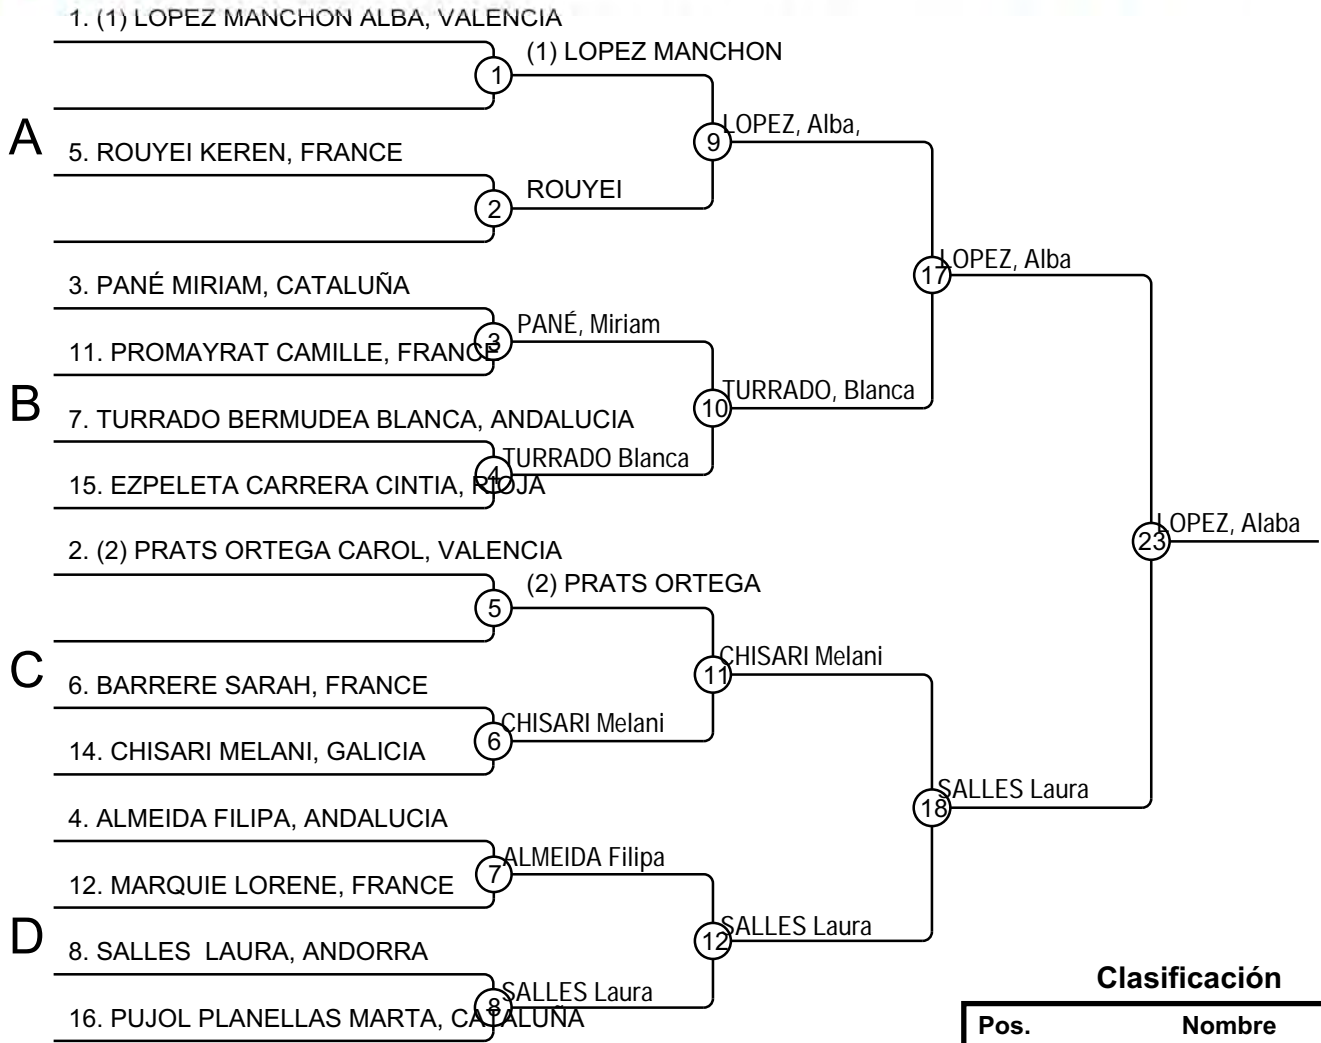 1. (1) LOPEZ MANCHON ALBA, VALENCIA
(1) LOPEZ MANCHON
1
LOPEZ, Alba,
9
A
5. ROUYEI KEREN, FRANCE
ROUYEI
2
LOPEZ, Alba
17
3. PANÉ MIRIAM, CATALUÑA
PANÉ, Miriam
3
11. PROMAYRAT CAMILLE, FRANCE
TURRADO, Blanca
10
B
7. TURRADO BERMUDEA BLANCA, ANDALUCIA
TURRADO Blanca
4
15. EZPELETA CARRERA CINTIA, RIOJA
LOPEZ, Alaba
23
2. (2) PRATS ORTEGA CAROL, VALENCIA
(2) PRATS ORTEGA
5
CHISARI Melani
11
C
6. BARRERE SARAH, FRANCE
CHISARI Melani
6
14. CHISARI MELANI, GALICIA
SALLES Laura
18
4. ALMEIDA FILIPA, ANDALUCIA
ALMEIDA Filipa
7
12. MARQUIE LORENE, FRANCE
SALLES Laura
12
D
8. SALLES  LAURA, ANDORRA
SALLES Laura
8
16. PUJOL PLANELLAS MARTA, CATALUÑA
Clasificación
Pos. Nombre